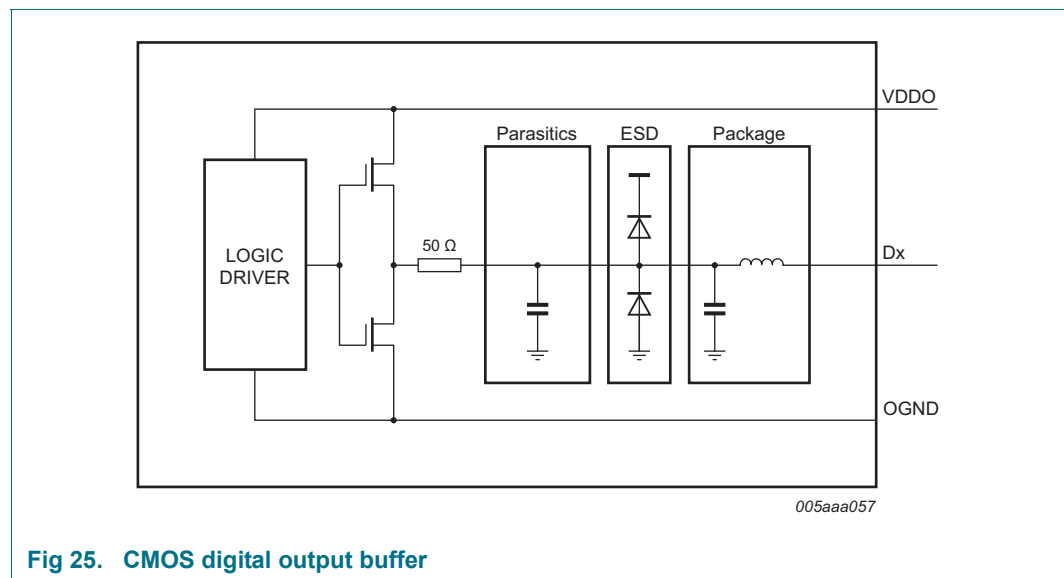 VDDO
Parasitics ESD Package
50 Ω
LOGIC
DRIVER
Dx
OGND
005aaa057
Fig 25. CMOS digital output buffer